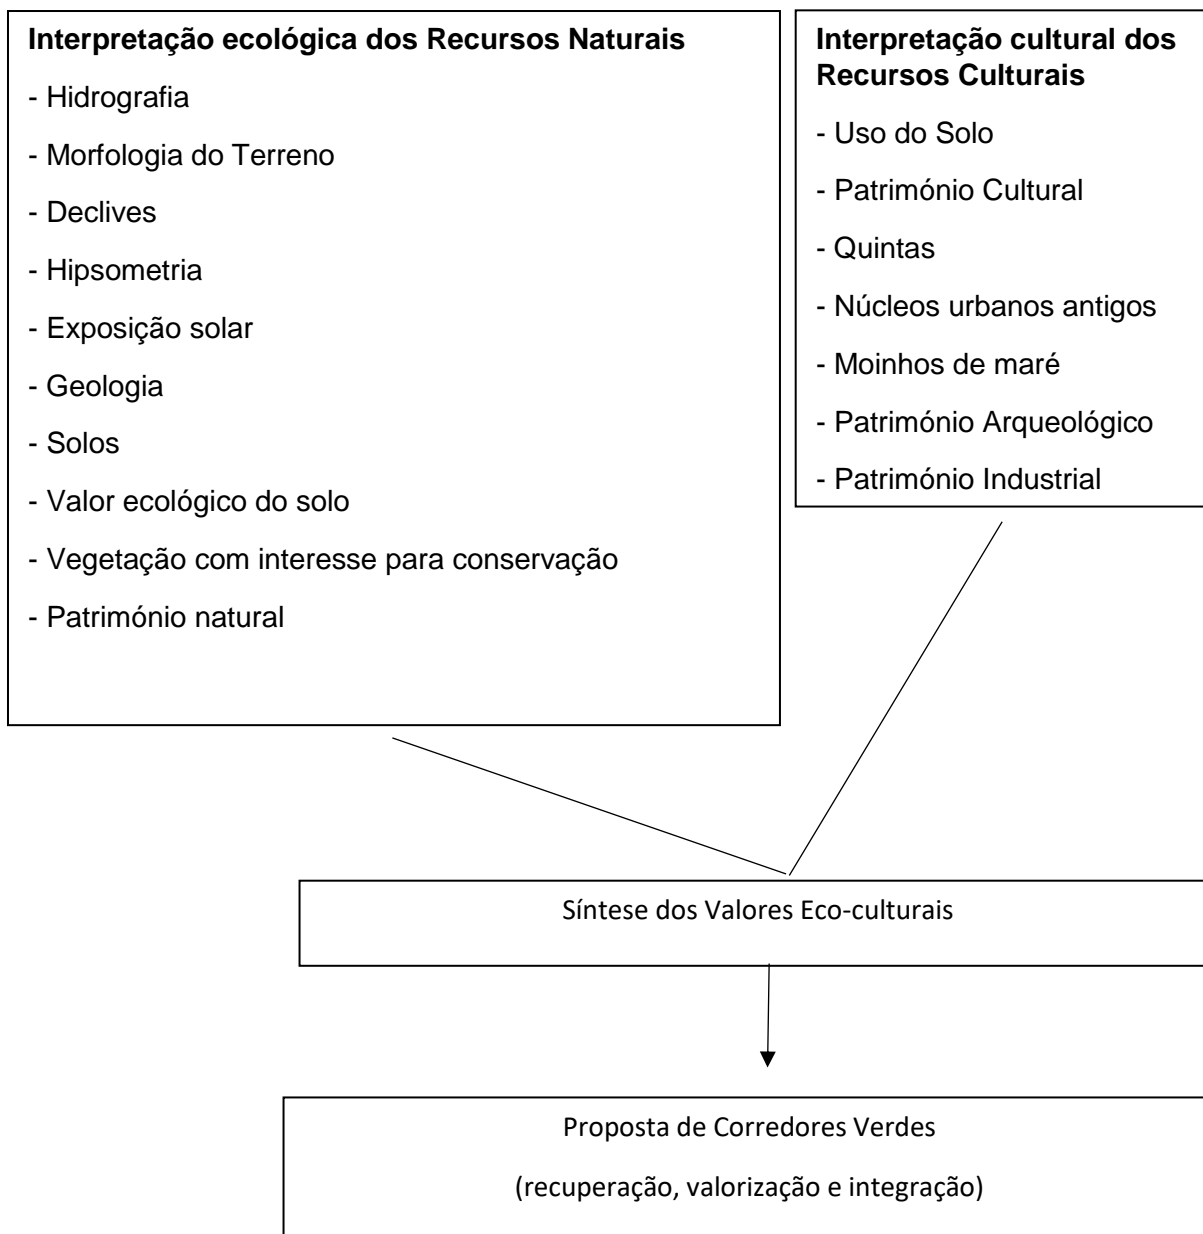 Interpretação ecológica dos Recursos Naturais
- Hidrografia
- Morfologia do Terreno
- Declives
- Hipsometria
- Exposição solar
- Geologia
- Solos
- Valor ecológico do solo
- Vegetação com interesse para conservação
- Património natural
Interpretação cultural dos
Recursos Culturais
- Uso do Solo
- Património Cultural
- Quintas
- Núcleos urbanos antigos
- Moinhos de maré
- Património Arqueológico
- Património Industrial
Síntese dos Valores Eco-culturais
Proposta de Corredores Verdes
(recuperação, valorização e integração)